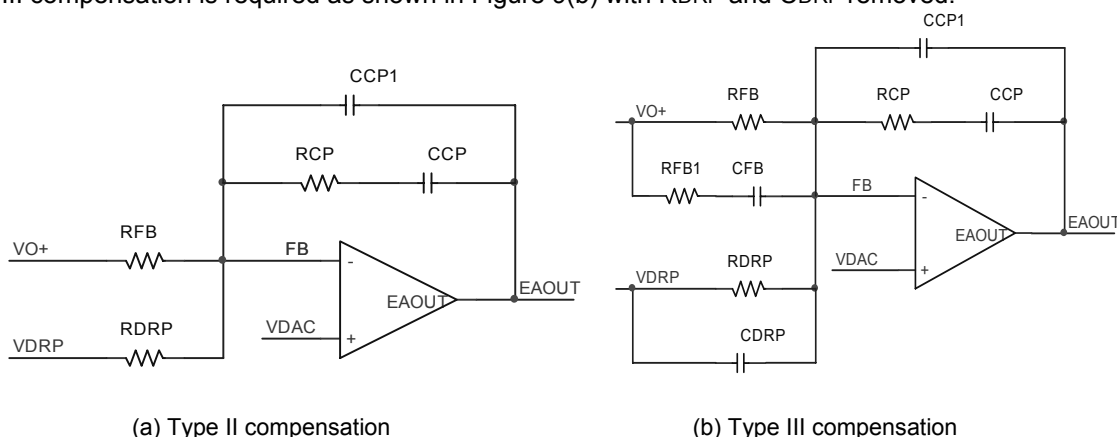 III compensation is required as shown in Figure 9(b) with RDRP and CDRP removed.
CCP1
RCP
CCP
VO+
RFB
FB
-
EAOUT
EAOUT
VDAC
+
VDRP
RDRP
(a) Type II compensation
CCP1
VO+
RFB
RCP
CCP
RFB1
CFB
FB
-
EAOUT
EAOUT
VDAC
+
VDRP
RDRP
CDRP
(b) Type III compensation